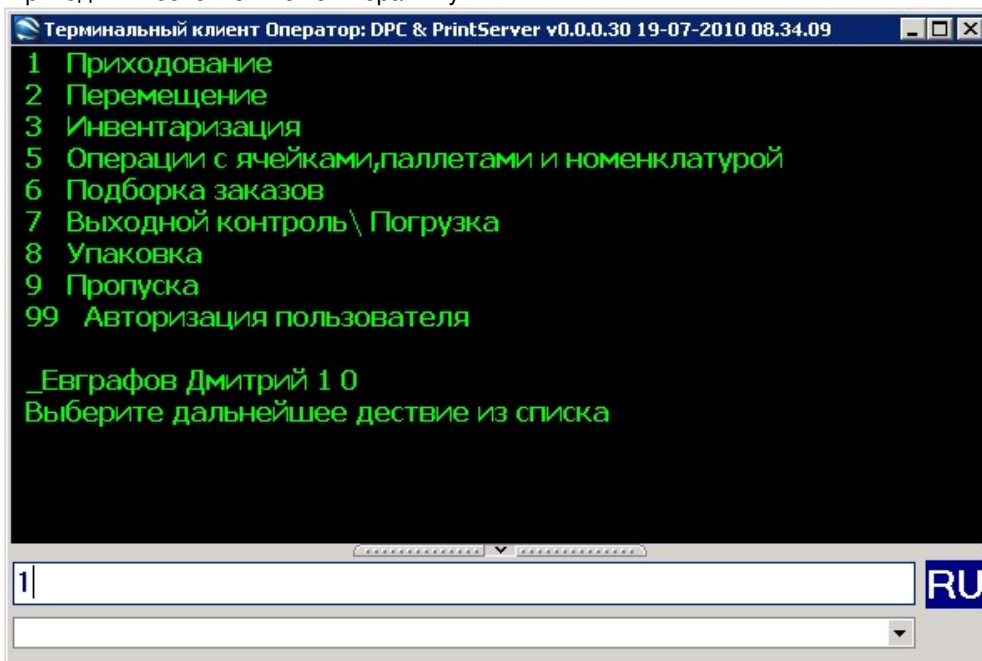 Терминальный клиент Оператор: DPC & PrintServer v0.0.0.30 19-07-2010 08.34.09
1 Приходование
2 Перемещение
3 Инвентаризация
5 Операции с ячейками,паллетами и номенклатурой
6 Подборка заказов
7 Выходной контроль\ Погрузка
8 Упаковка
9 Пропуска
99 Авторизация пользователя
_Евграфов Дмитрий 1 0
Выберите дальнейшее дествие из списка
1
RU